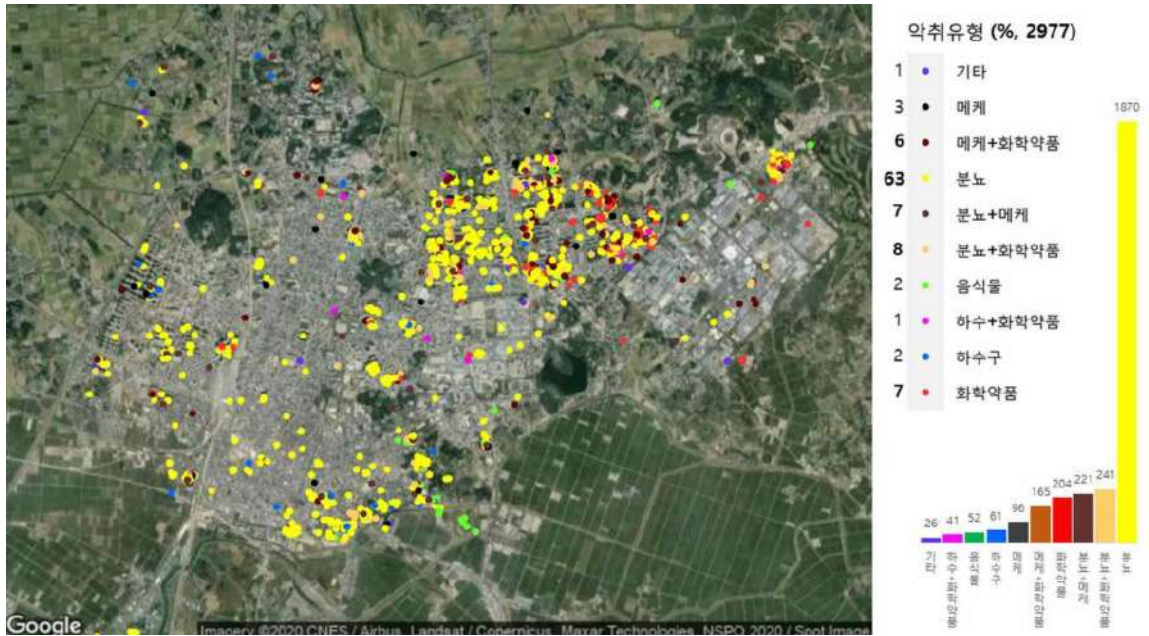 악취유형 (%, 2977)
1 기타
3 메케
6 메케+화학약품
63 분뇨
7 분뇨+메케
8 분뇨+화학약품
2 음식물
1 하수+화학약품
2 하수구
7 화학약품
1870
241
221
204
165
96
61
52
41
26
기타
하수+화학약품
음식물
하수구
메케
메케+화학약품
화학약품
분뇨+메케
분뇨+화학약품
분뇨
Google
Imagery ©2020 CNES / Airbus, Landsat / Copernicus, Maxar Technologies, NSPO 2020 / Spot Image